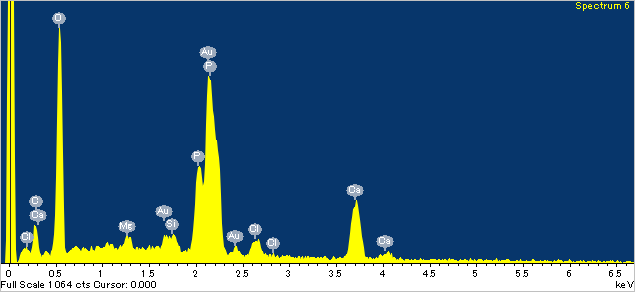 Spectrum 6
O
Au
P
P
C
Ca
Cl
Mg
Au
Si
Au
Cl
Cl
Ca
Ca
0 0.5 1 1.5 2 2.5 3 3.5 4 4.5 5 5.5 6 6.5
Full Scale 1064 cts Cursor: 0.000 keV